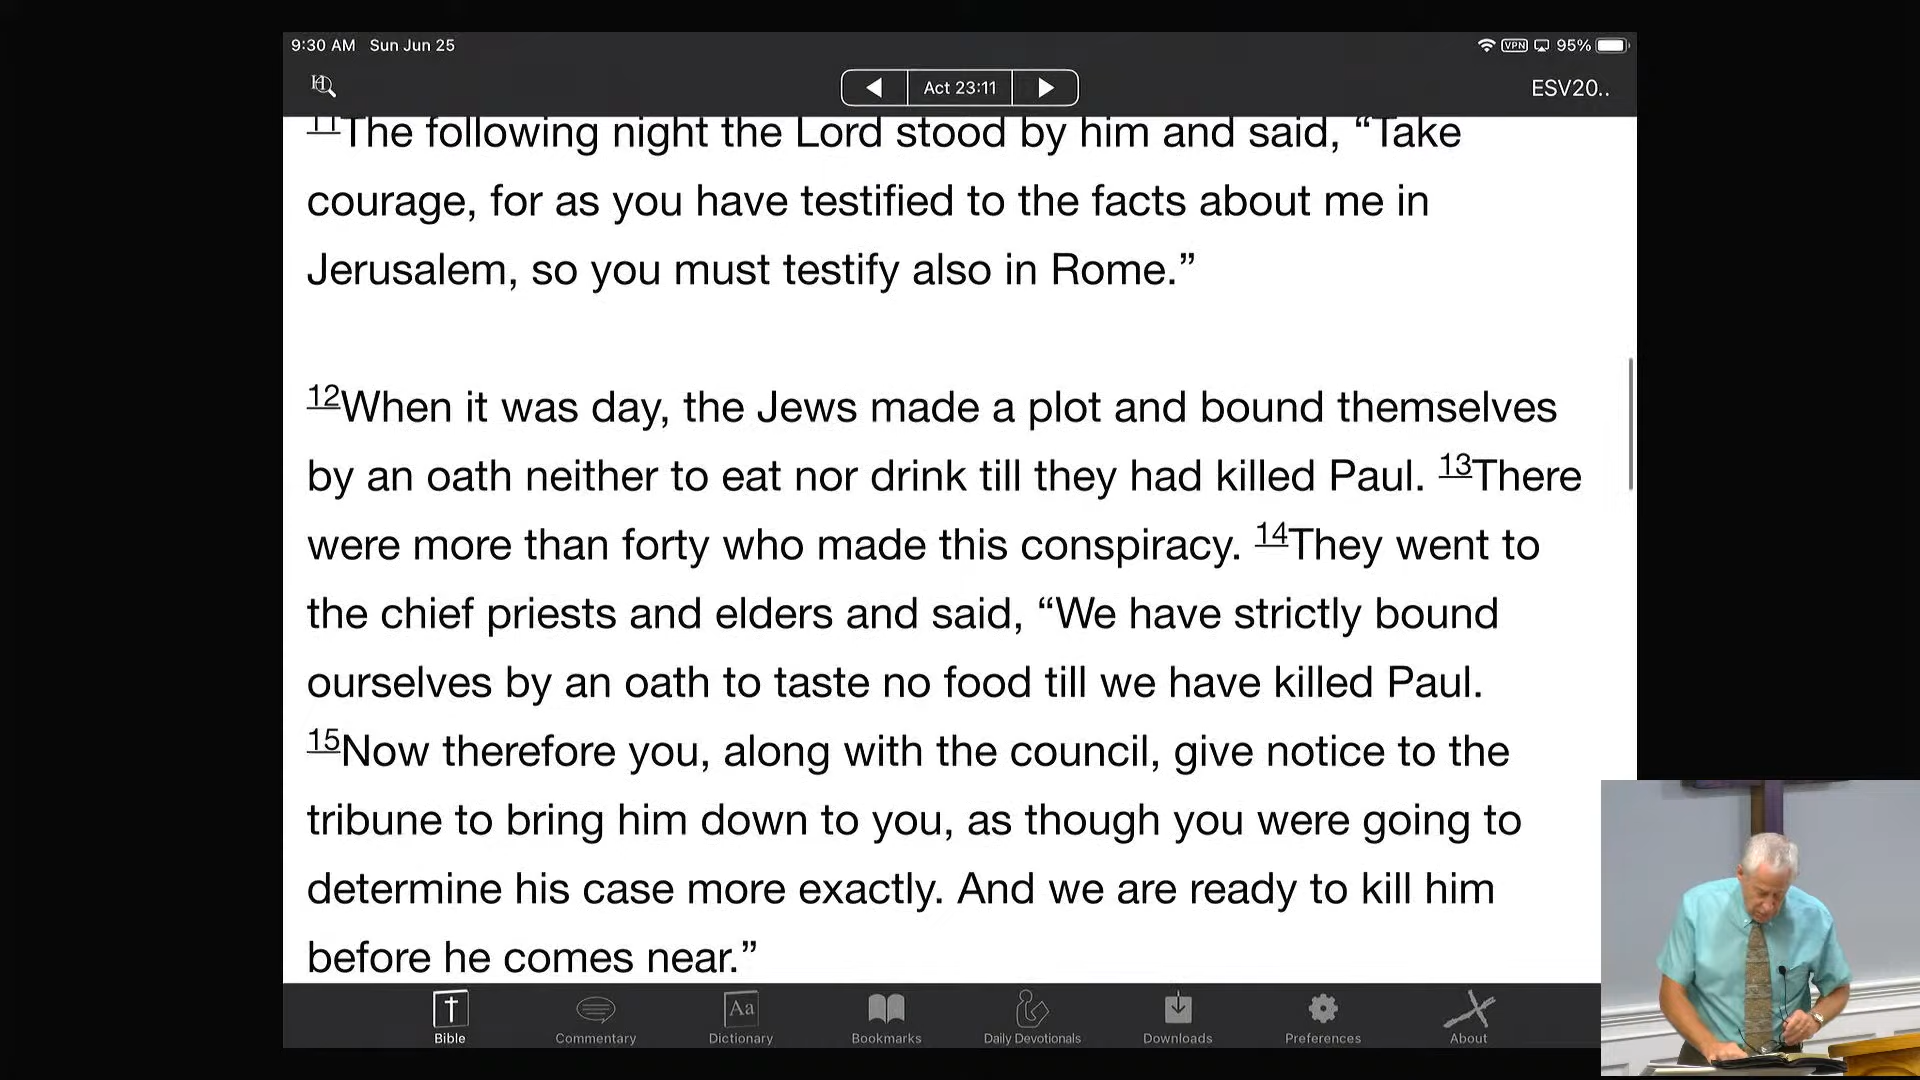 9:30 AM Sun Jun 25
VPN 95%
Act 23:11
ESV20..
11The following night the Lord stood by him and said, “Take
courage, for as you have testified to the facts about me in
Jerusalem, so you must testify also in Rome.”
12When it was day, the Jews made a plot and bound themselves
by an oath neither to eat nor drink till they had killed Paul. 13There
were more than forty who made this conspiracy. 14They went to
the chief priests and elders and said, “We have strictly bound
ourselves by an oath to taste no food till we have killed Paul.
15Now therefore you, along with the council, give notice to the
tribune to bring him down to you, as though you were going to
determine his case more exactly. And we are ready to kill him
before he comes near.”
Aa
Bible Commentary Dictionary Bookmarks Daily Devotionals Downloads Preferences About